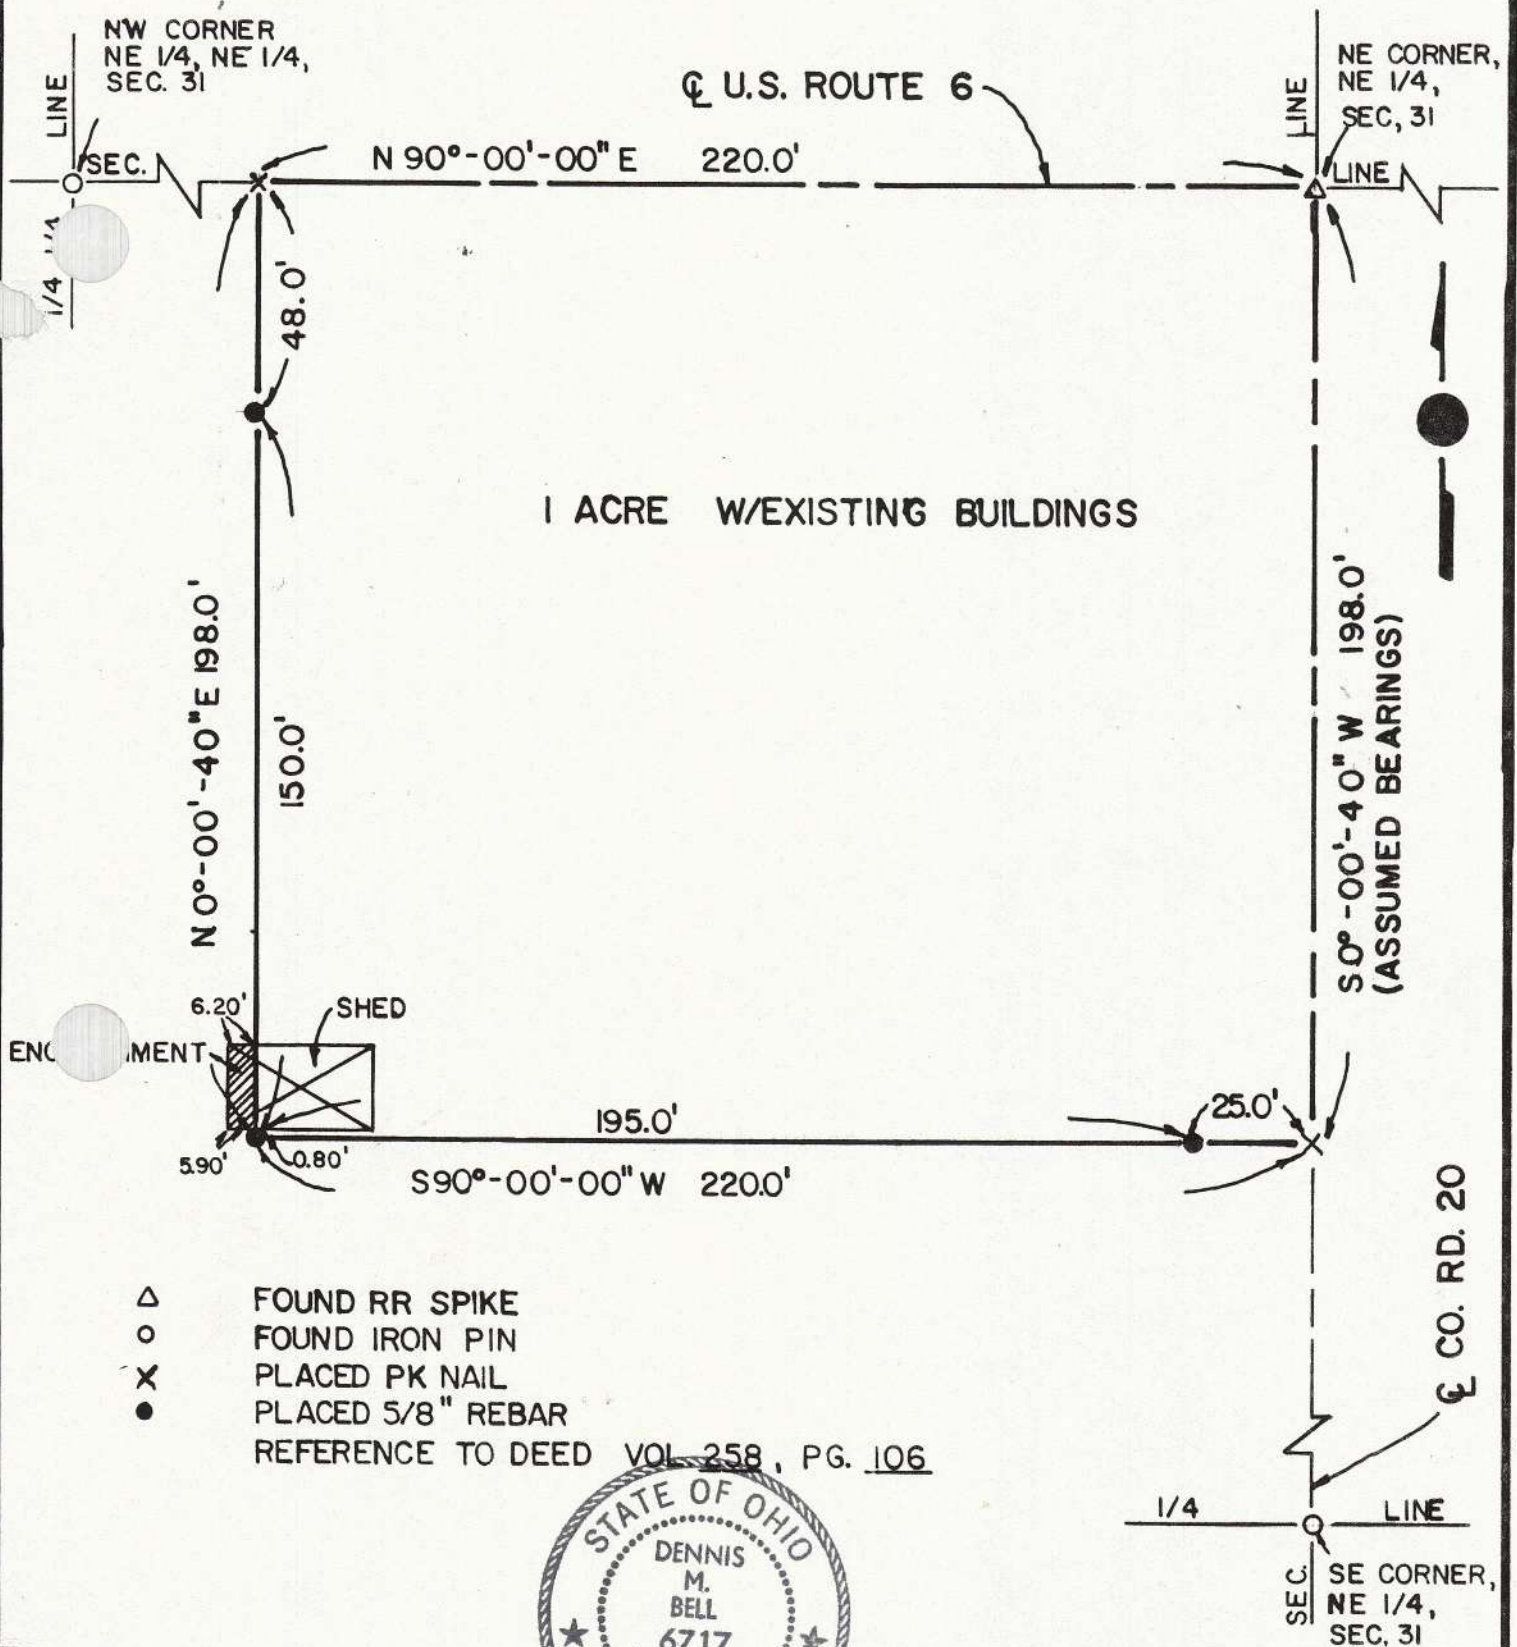 NW CORNER
NE 1/4, NE 1/4,
SEC. 31
LINE
SEC.
1/4 1/4
℄ U.S. ROUTE 6
N 90°-00'-00" E 220.0'
NE CORNER,
NE 1/4,
SEC, 31
LINE
LINE
48.0'
1 ACRE W/EXISTING BUILDINGS
N 0°-00'-40" E 198.0'
150.0'
S 0°-00'-40" W 198.0'
(ASSUMED BEARINGS)
6.20'
SHED
195.0'
25.0'
5.90'
0.80'
S 90°-00'-00" W 220.0'
℄ CO. RD. 20
FOUND RR SPIKE
FOUND IRON PIN
PLACED PK NAIL
PLACED 5/8" REBAR
REFERENCE TO DEED VOL. 258, PG. 106
STATE OF OHIO
DENNIS
M.
BELL
6717
1/4 LINE
SEC.
SE CORNER,
NE 1/4,
SEC, 31